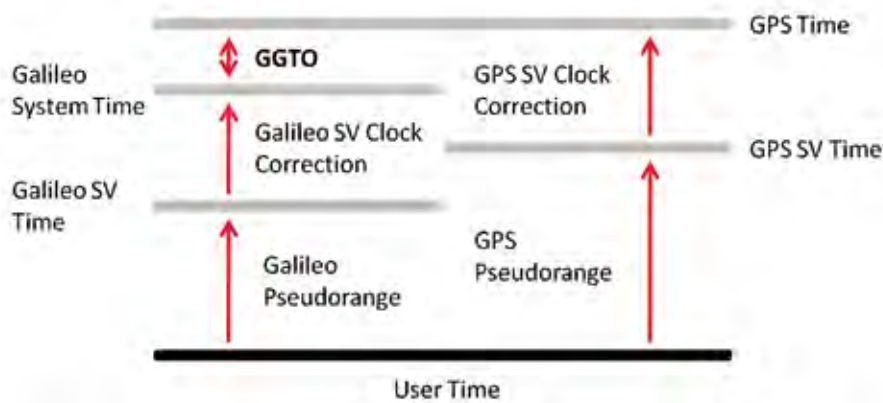 GPS Time
GGTO
Galileo
System Time
GPS SV Clock
Correction
Galileo SV Clock
Correction
GPS SV Time
Galileo SV
Time
GPS
Pseudorange
Galileo
Pseudorange
User Time